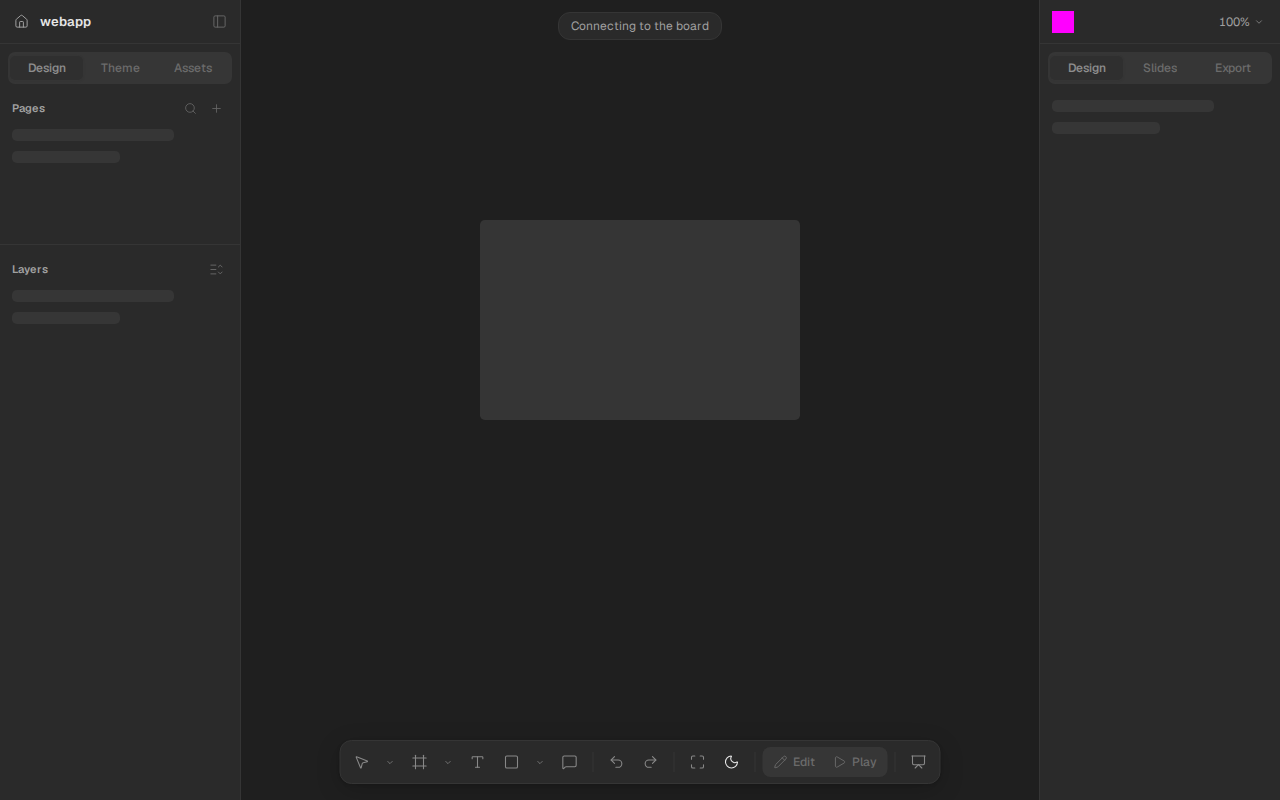 webapp
Design
Theme
Assets
Pages
Layers
Connecting to the board
100%
Design
Slides
Export
Edit
Play